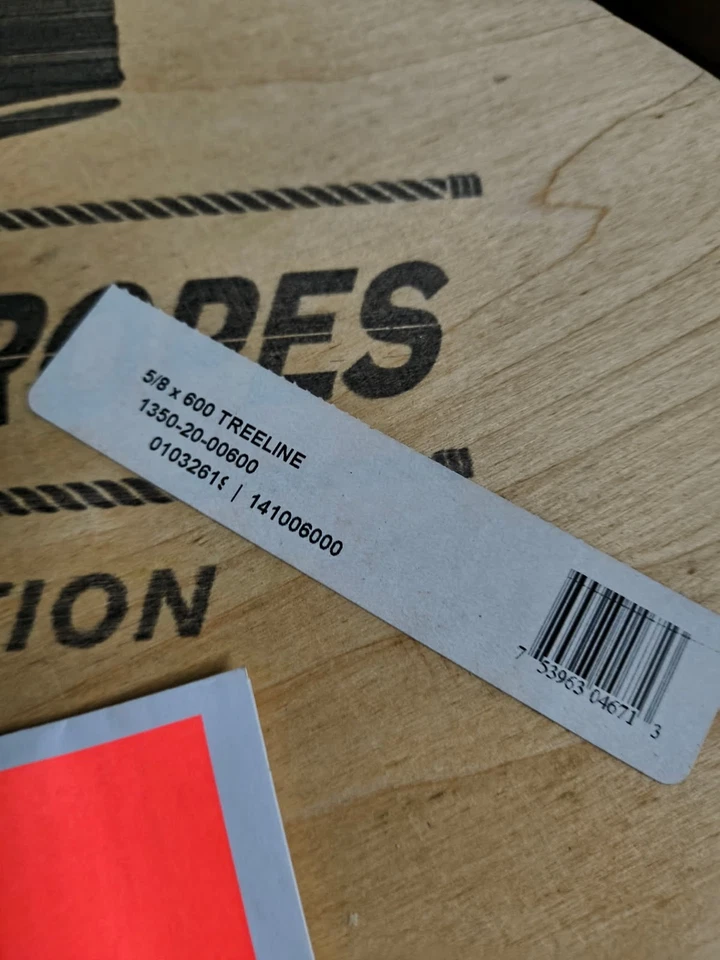 ROPES
5/8 x 600 TREELINE
1350-20-00600
| 141006000
TION
7 53963 04671 3